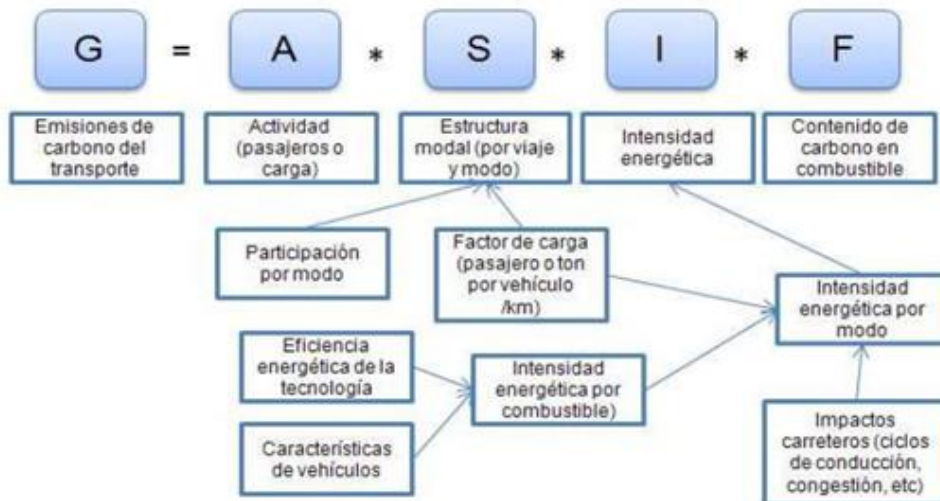 G = A * S * I * F
Emisiones de
carbono del
transporte
Actividad
(pasajeros o
carga)
Estructura
modal (por viaje
y modo)
Intensidad
energética
Contenido de
carbono en
combustible
Participación
por modo
Factor de carga
(pasajero o ton
por vehículo
/km)
Intensidad
energética por
modo
Eficiencia
energética de la
tecnología
Intensidad
energética por
combustible)
Características
de vehículos
Impactos
carreteros (ciclos
de conducción,
congestión, etc)